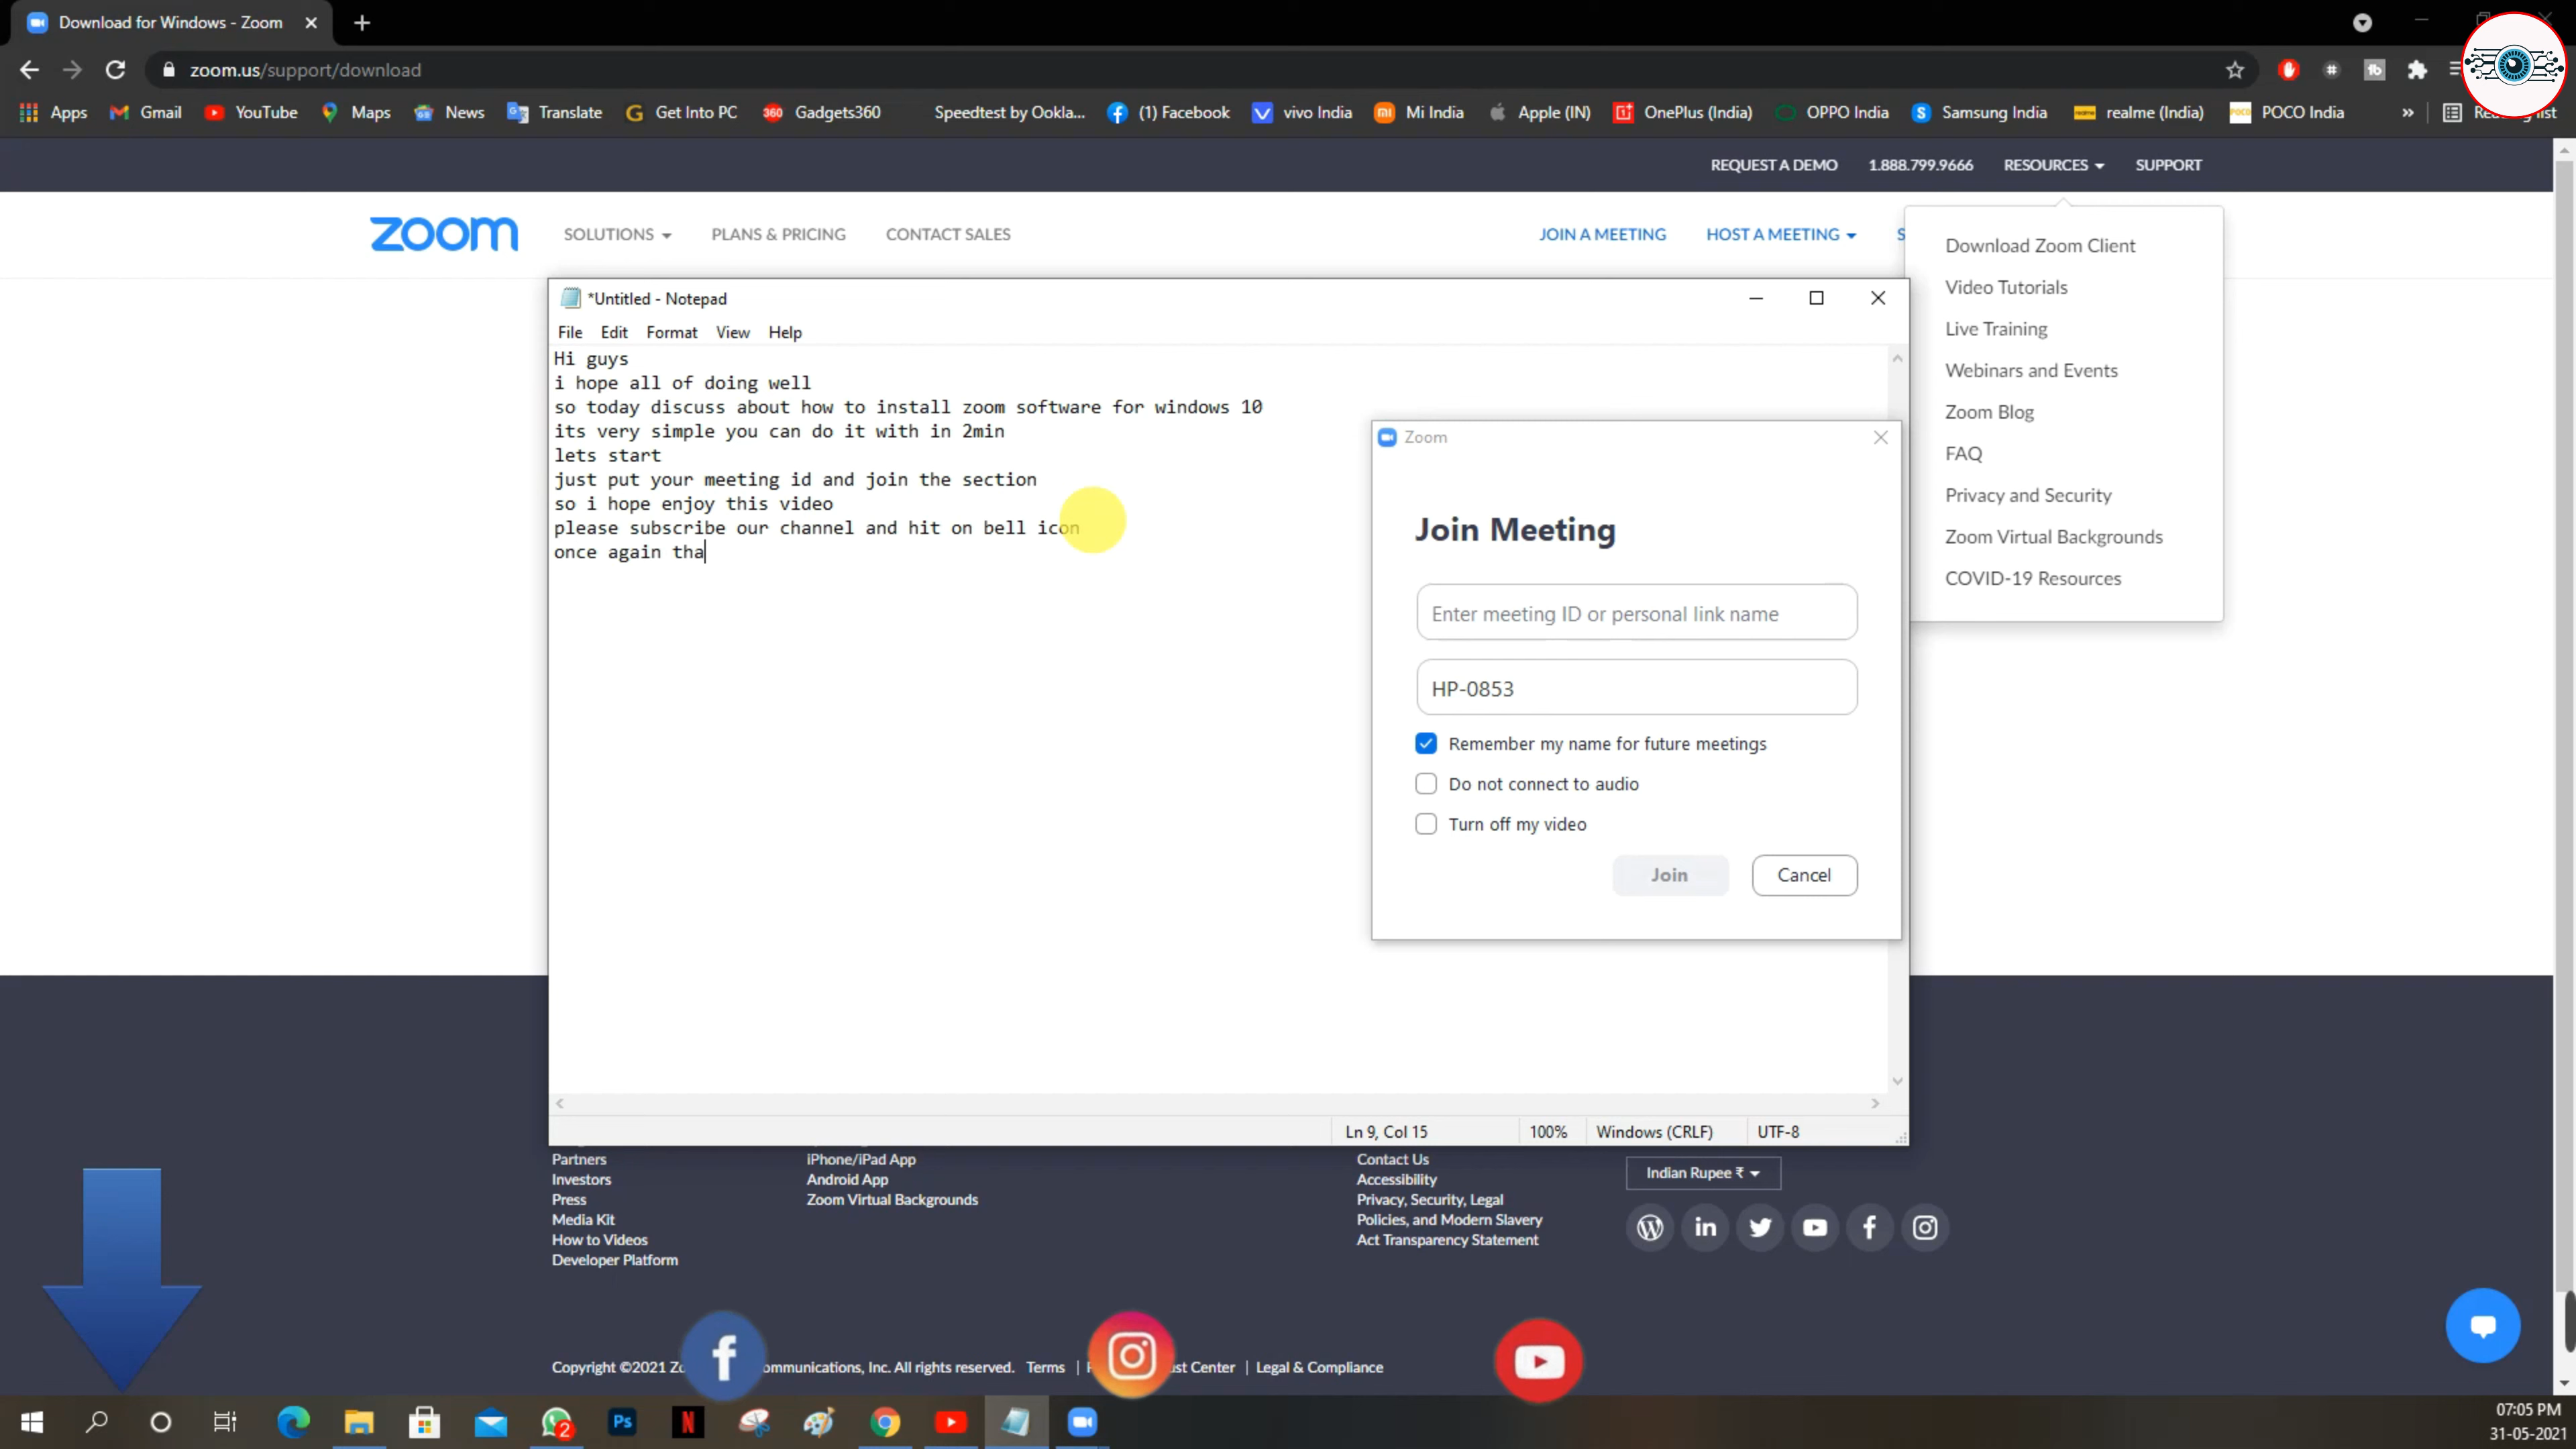 Download for Windows - Zoom
zoom.us/support/download
Apps Gmail YouTube Maps News Translate Get Into PC Gadgets360 Speedtest by Ookla... (1) Facebook vivo India Mi India Apple (IN) OnePlus (India) OPPO India Samsung India realme (India) POCO India »
REQUEST A DEMO 1.888.799.9666 RESOURCES SUPPORT
zoom SOLUTIONS PLANS & PRICING CONTACT SALES JOIN A MEETING HOST A MEETING
Download Zoom Client
Video Tutorials
Live Training
Webinars and Events
Zoom Blog
FAQ
Privacy and Security
Zoom Virtual Backgrounds
COVID-19 Resources
*Untitled - Notepad
File Edit Format View Help
Hi guys
i hope all of doing well
so today discuss about how to install zoom software for windows 10
its very simple you can do it with in 2min
lets start
just put your meeting id and join the section
so i hope enjoy this video
please subscribe our channel and hit on bell icon
once again tha
Zoom
Join Meeting
Enter meeting ID or personal link name
HP-0853
Remember my name for future meetings
Do not connect to audio
Turn off my video
Join Cancel
Ln 9, Col 15 100% Windows (CRLF) UTF-8
Partners
Investors
Press
Media Kit
How to Videos
Developer Platform
iPhone/iPad App
Android App
Zoom Virtual Backgrounds
Contact Us
Accessibility
Privacy, Security, Legal
Policies, and Modern Slavery
Act Transparency Statement
Indian Rupee ₹
Copyright ©2021 Inc. All rights reserved. Terms | Center | Legal & Compliance
07:05 PM
31-05-2021